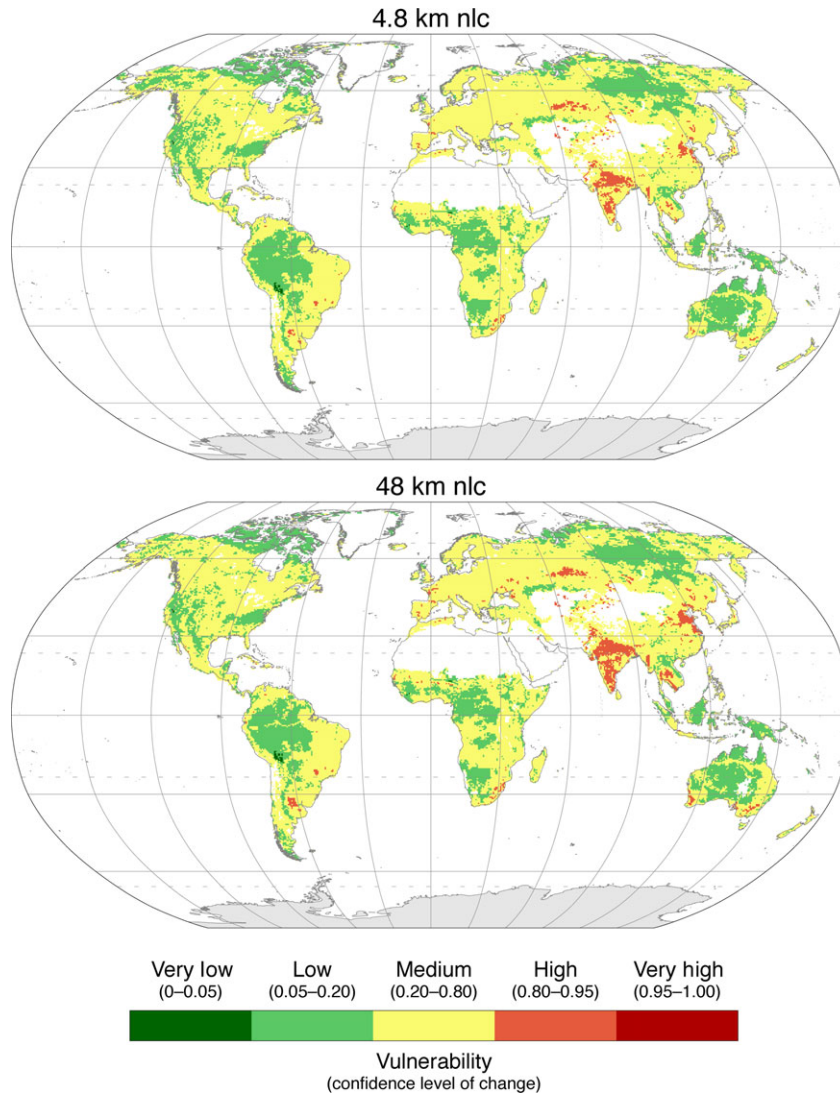 4.8 km nlc
48 km nlc
Very low Low Medium High Very high
(0–0.05) (0.05–0.20) (0.20–0.80) (0.80–0.95) (0.95–1.00)
Vulnerability
(confidence level of change)